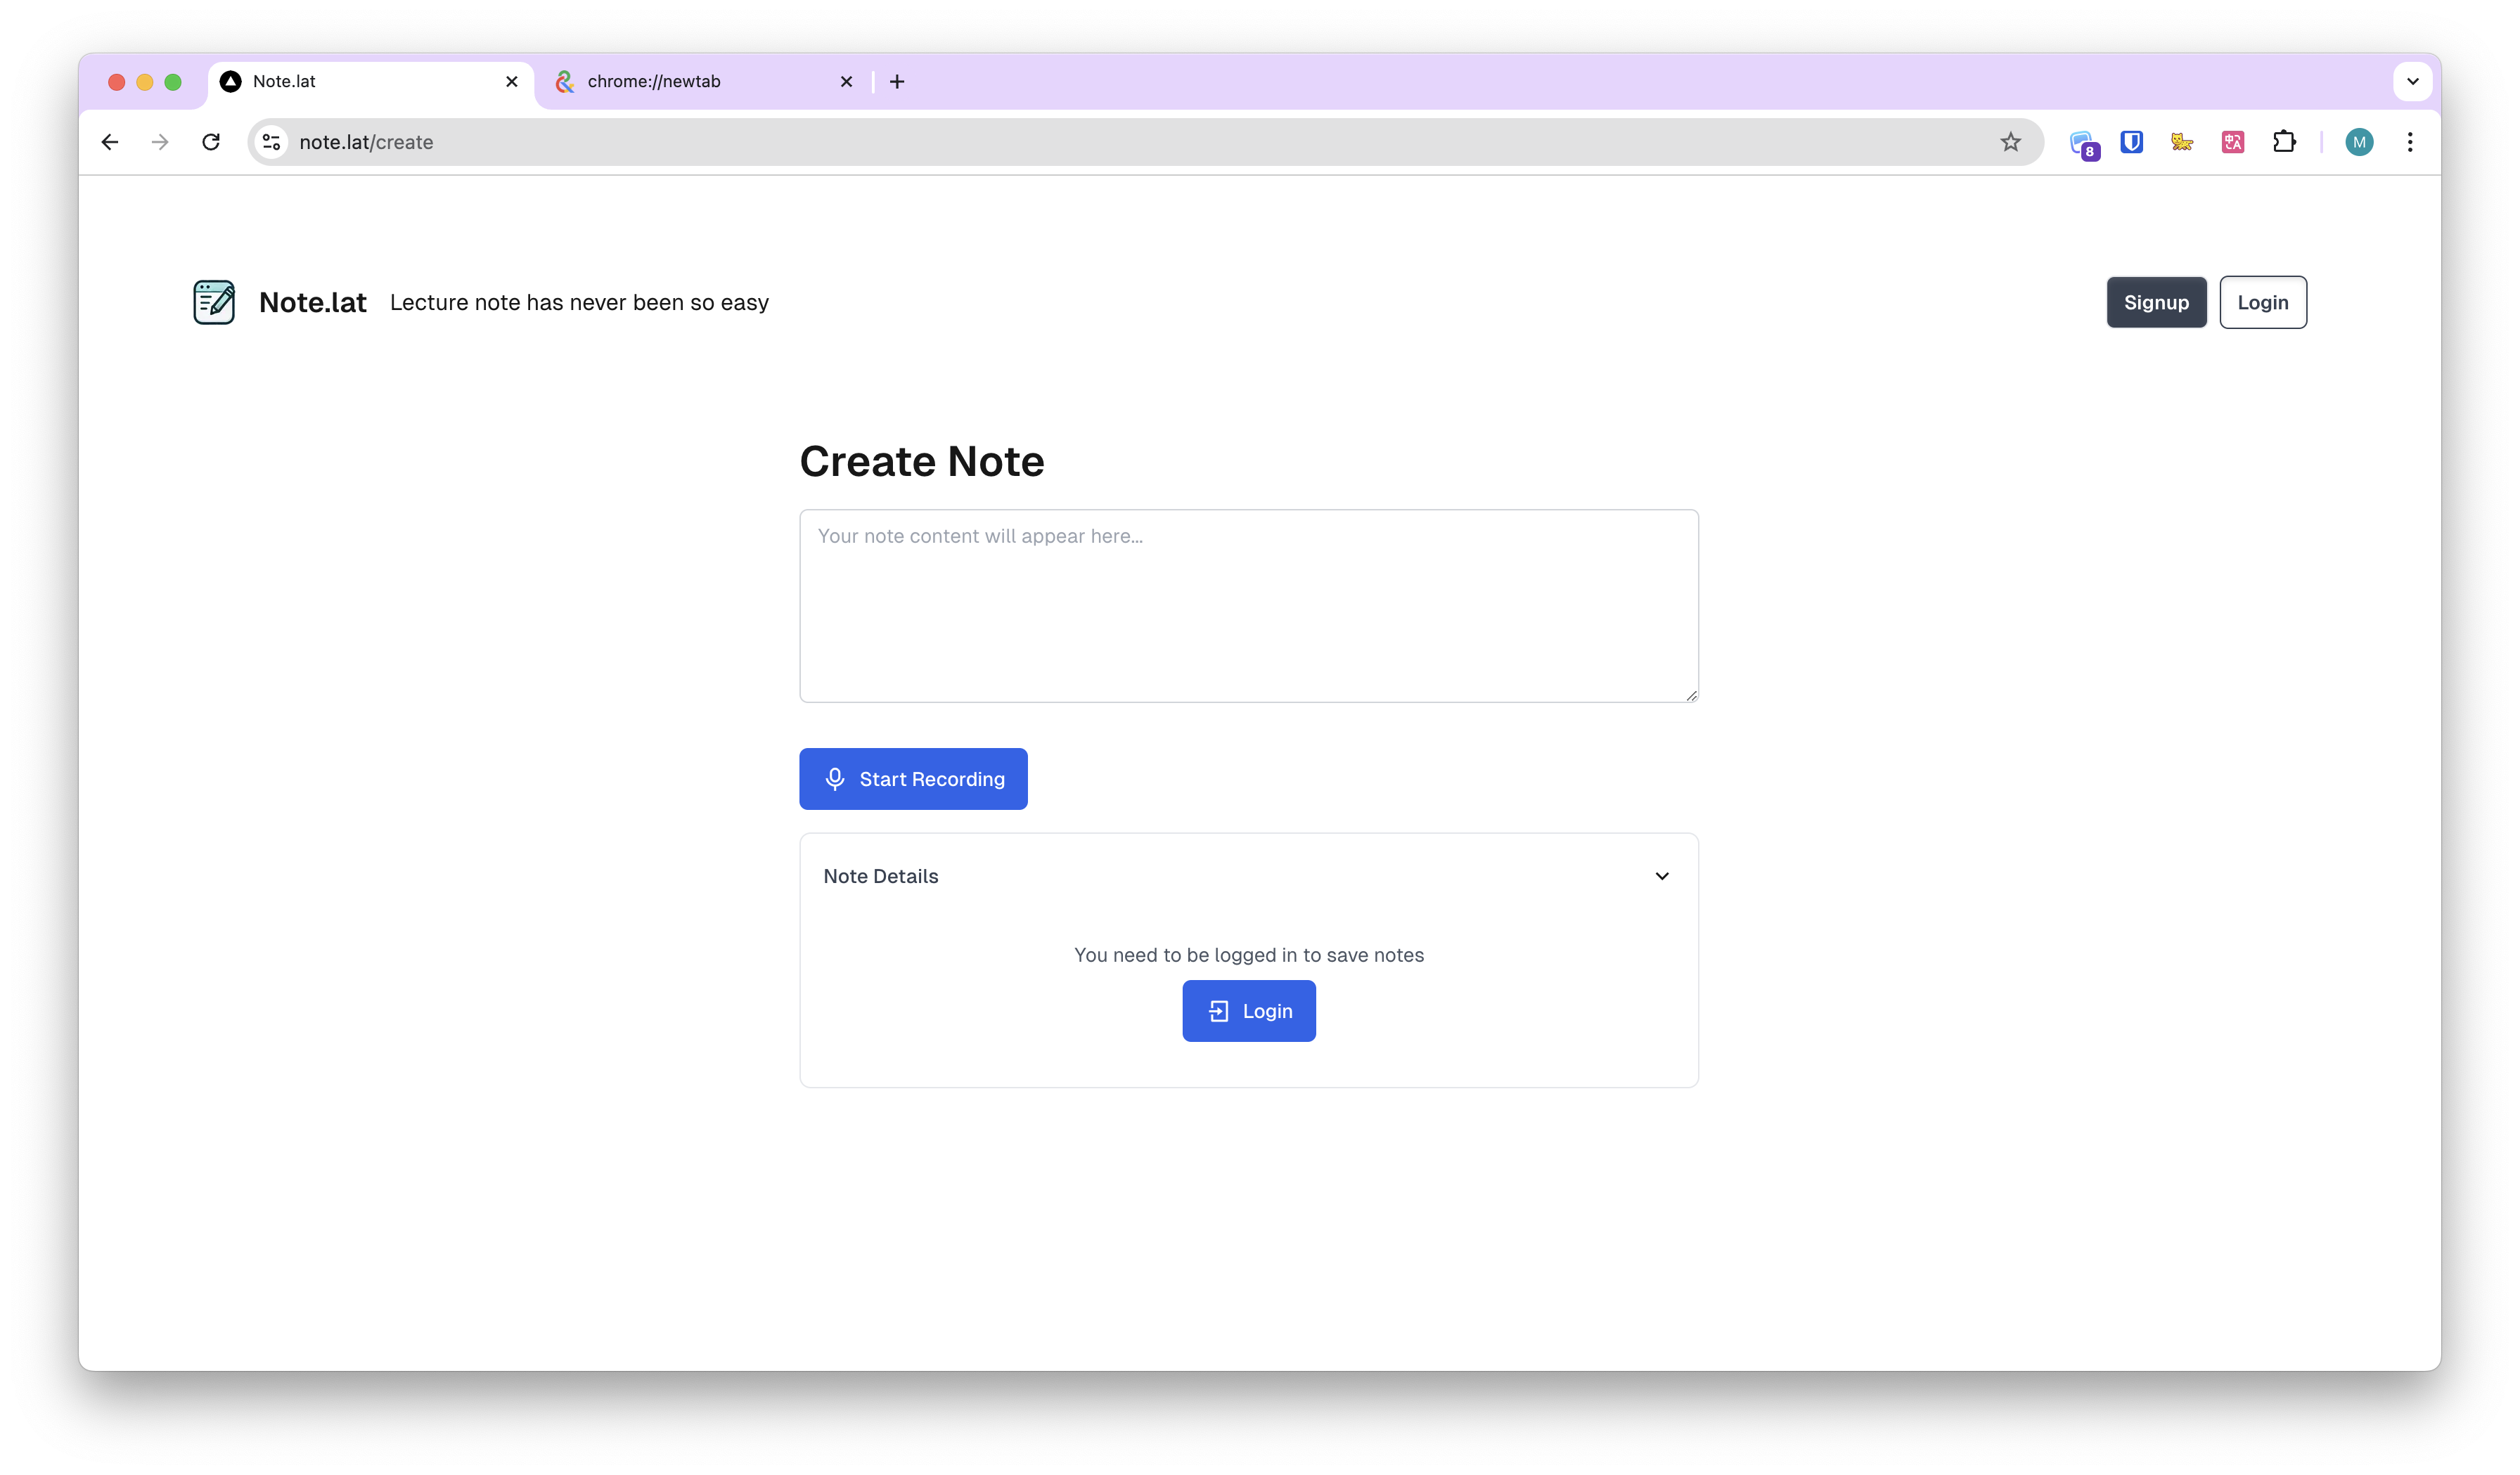 Note.lat
chrome://newtab
note.lat/create
8
中A
M
Note.lat Lecture note has never been so easy
Signup Login
Create Note
Your note content will appear here...
Start Recording
Note Details
You need to be logged in to save notes
Login